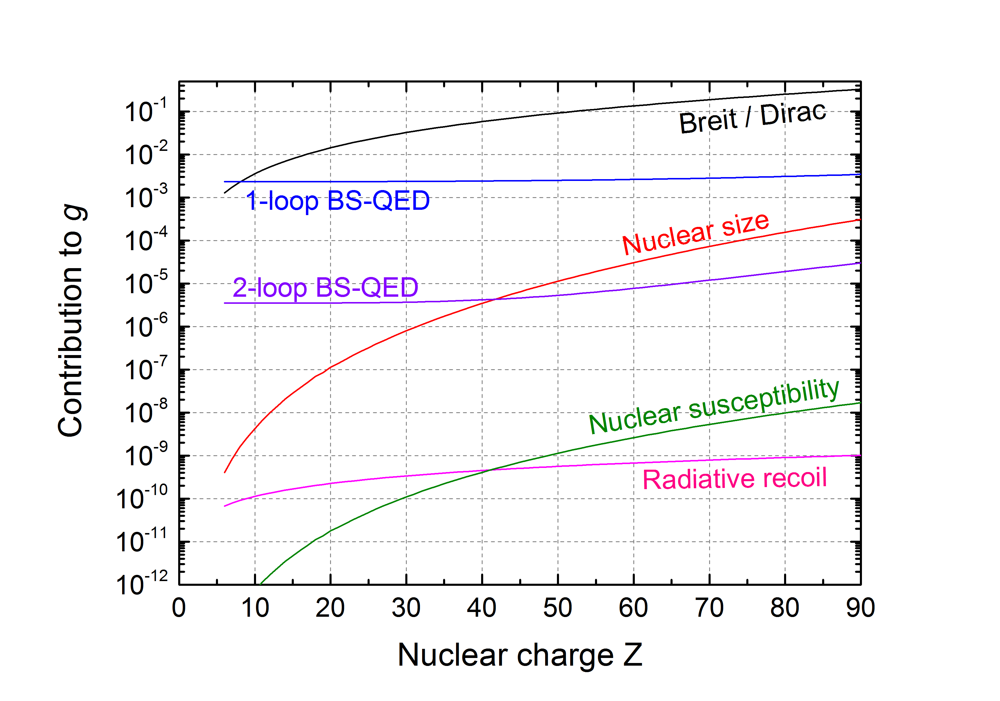 Contribution to g
10-1
10-2
10-3
10-4
10-5
10-6
10-7
10-8
10-9
10-10
10-11
10-12
Breit / Dirac
1-loop BS-QED
Nuclear size
2-loop BS-QED
Nuclear susceptibility
Radiative recoil
0 10 20 30 40 50 60 70 80 90
Nuclear charge Z